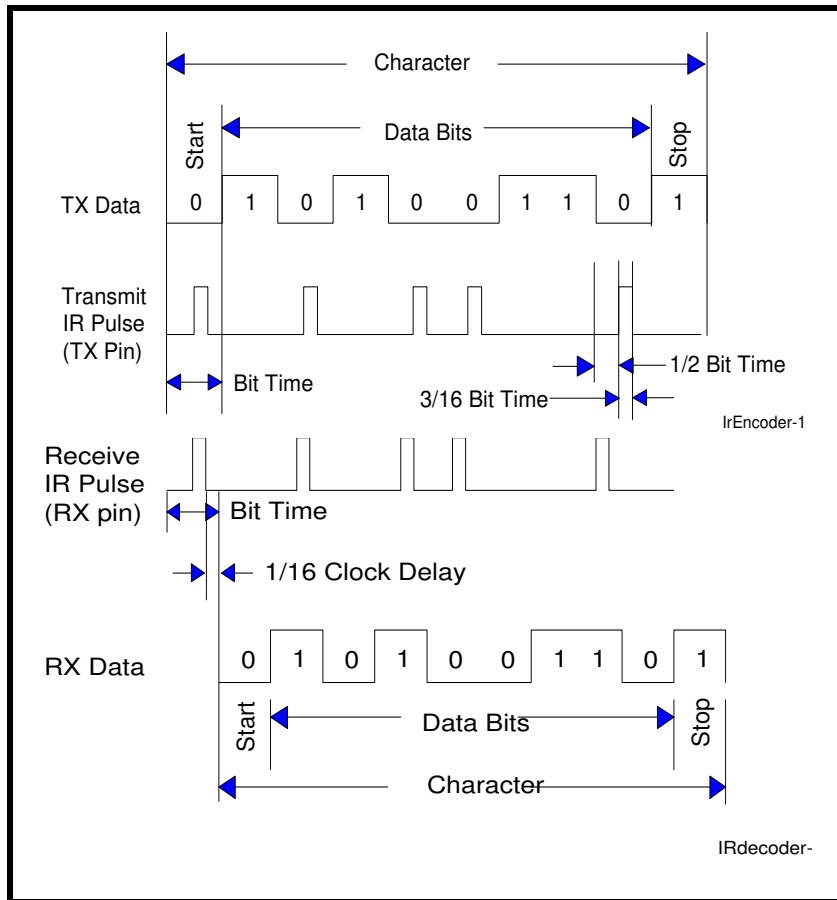 Character
Start
Data Bits
Stop
TX Data
0 1 0 1 0 0 1 1 0 1
Transmit
IR Pulse
(TX Pin)
Bit Time
1/2 Bit Time
3/16 Bit Time
IrEncoder-1
Receive
IR Pulse
(RX pin)
Bit Time
1/16 Clock Delay
RX Data
0 1 0 1 0 0 1 1 0 1
Start
Data Bits
Stop
Character
IRdecoder-